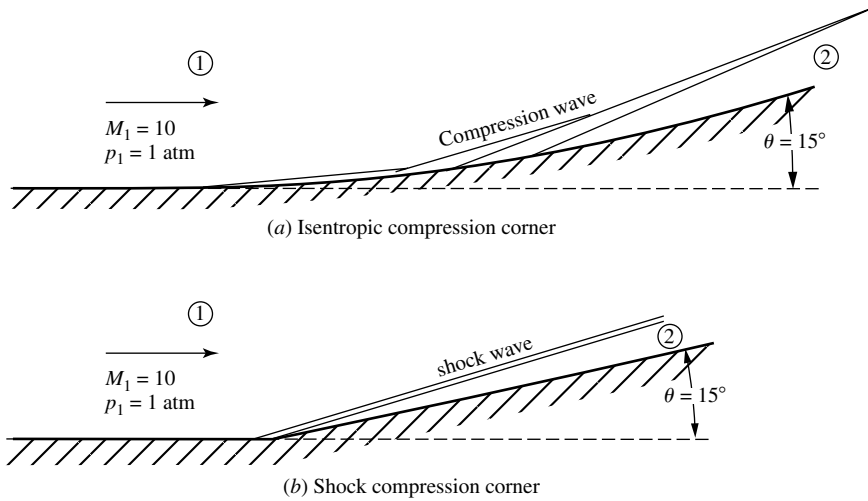 ①
②
M₁ = 10
p₁ = 1 atm
Compression wave
θ = 15°
(a) Isentropic compression corner
①
②
M₁ = 10
p₁ = 1 atm
shock wave
θ = 15°
(b) Shock compression corner